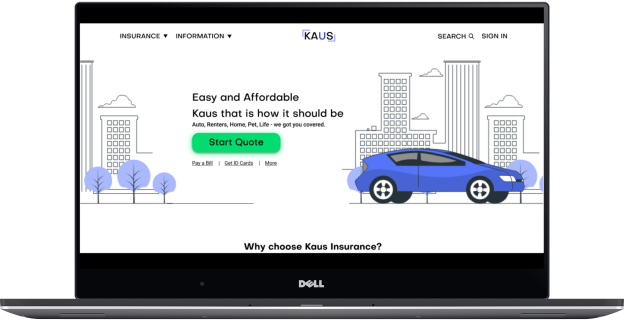 INSURANCE ▼ INFORMATION ▼ KAUS SEARCH SIGN IN
Easy and Affordable
Kaus that is how it should be
Auto, Renters, Home, Pet, Life - we got you covered.
Start Quote
Pay a Bill | Get ID Cards | More
Why choose Kaus Insurance?
DELL